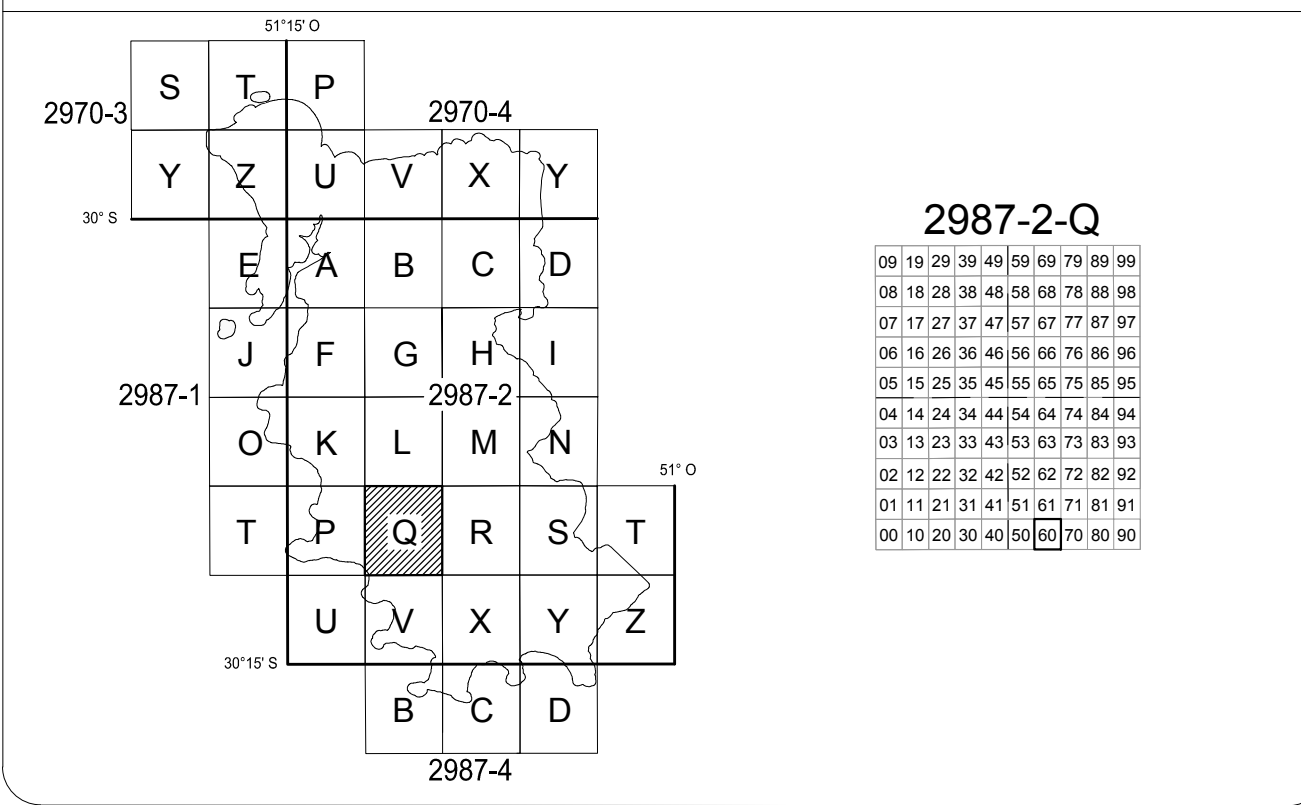 51°15' O
S T P
2970-3
2970-4
Y Z U V X Y
30° S
E A B C D
J F G H I
2987-1
2987-2
O K L M N
51° O
T P Q R S T
U V X Y Z
30°15' S
B C D
2987-4
2987-2-Q
09 19 29 39 49 59 69 79 89 99
08 18 28 38 48 58 68 78 88 98
07 17 27 37 47 57 67 77 87 97
06 16 26 36 46 56 66 76 86 96
05 15 25 35 45 55 65 75 85 95
04 14 24 34 44 54 64 74 84 94
03 13 23 33 43 53 63 73 83 93
02 12 22 32 42 52 62 72 82 92
01 11 21 31 41 51 61 71 81 91
00 10 20 30 40 50 60 70 80 90